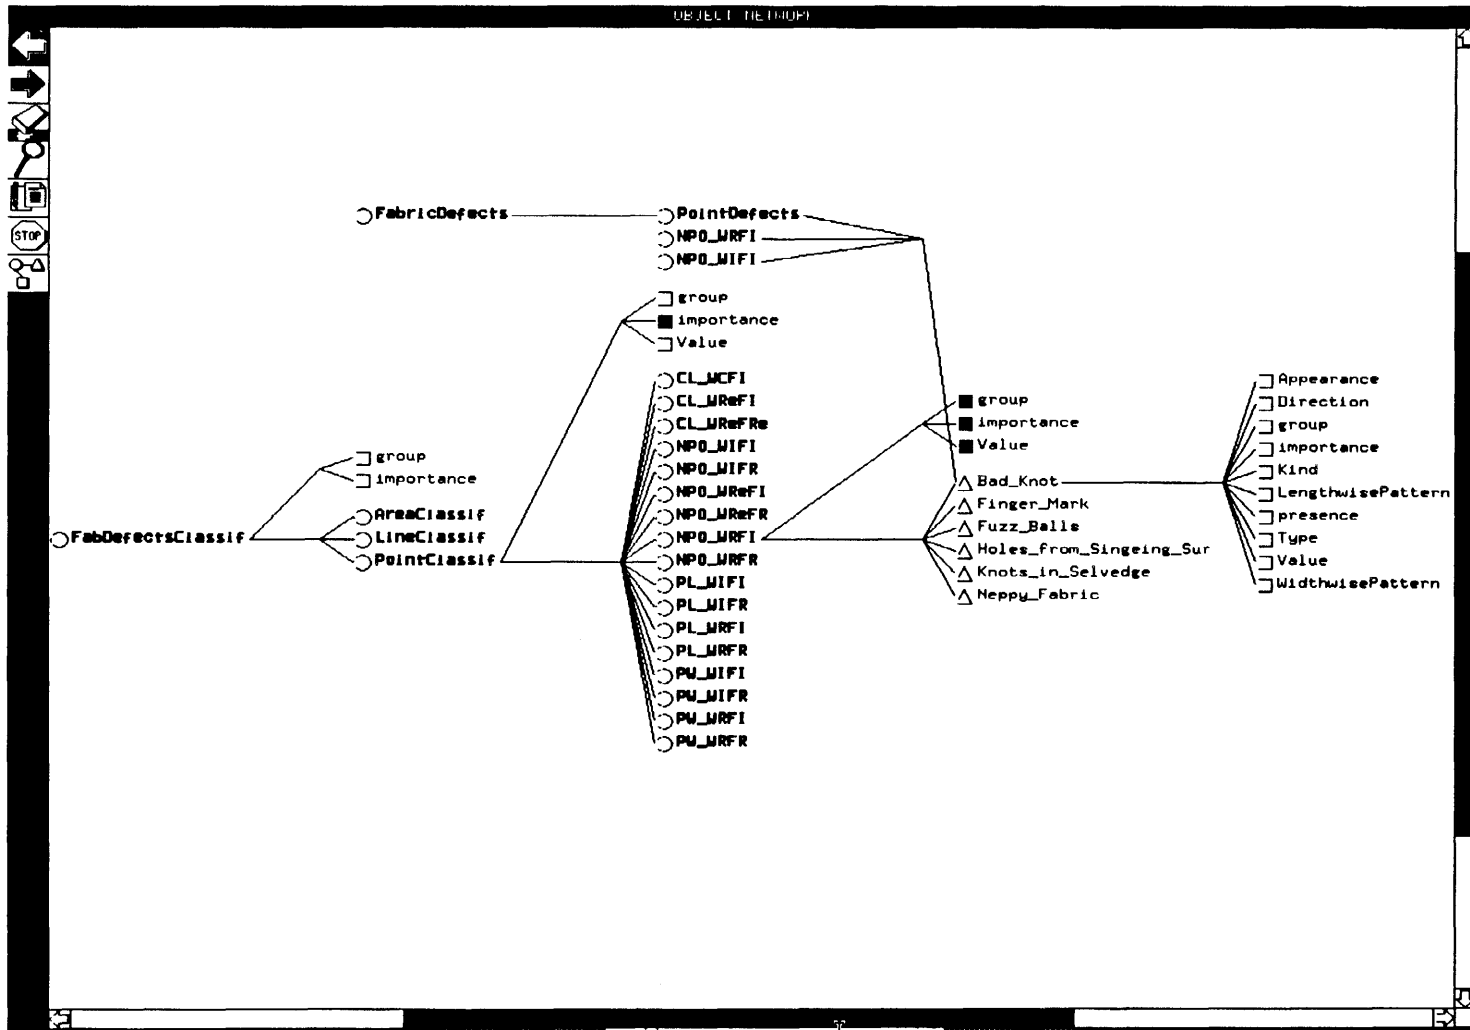 OBJECT NETWORK
STOP
FabricDefects
PointDefects
NPO_WRFI
NPO_WIFI
group
importance
Value
CL_WCFI
CL_WReFI
CL_WReFRe
NPO_WIFI
NPO_WIFR
NPO_WReFI
NPO_WReFR
NPO_WRFI
NPO_WRFR
PL_WIFI
PL_WIFR
PL_WRFI
PL_WRFR
PW_WIFI
PW_WIFR
PW_WRFI
PW_WRFR
group
importance
AreaClassif
LineClassif
PointClassif
FabDefectsClassif
group
importance
Value
Bad_Knot
Finger_Mark
Fuzz_Balls
Holes_from_Singeing_Sur
Knots_in_Selvedge
Neppy_Fabric
Appearance
Direction
group
importance
Kind
LengthwisePattern
presence
Type
Value
WidthwisePattern